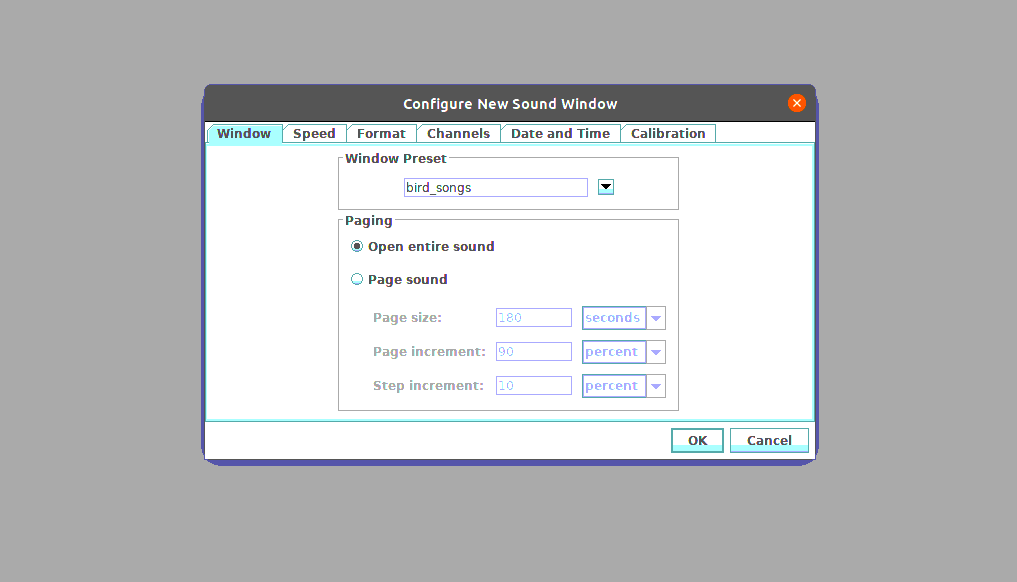 Configure New Sound Window
Window Speed Format Channels Date and Time Calibration
Window Preset
bird_songs
Paging
Open entire sound
Page sound
Page size: 180 seconds
Page increment: 90 percent
Step increment: 10 percent
OK Cancel